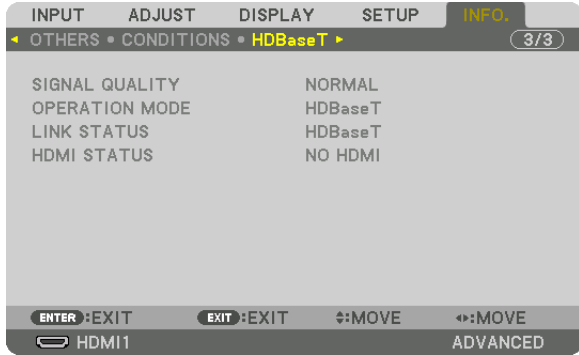 INPUT ADJUST DISPLAY SETUP INFO.
OTHERS • CONDITIONS • HDBaseT 3/3
SIGNAL QUALITY NORMAL
OPERATION MODE HDBaseT
LINK STATUS HDBaseT
HDMI STATUS NO HDMI
ENTER :EXIT EXIT :EXIT :MOVE :MOVE
HDMI1 ADVANCED